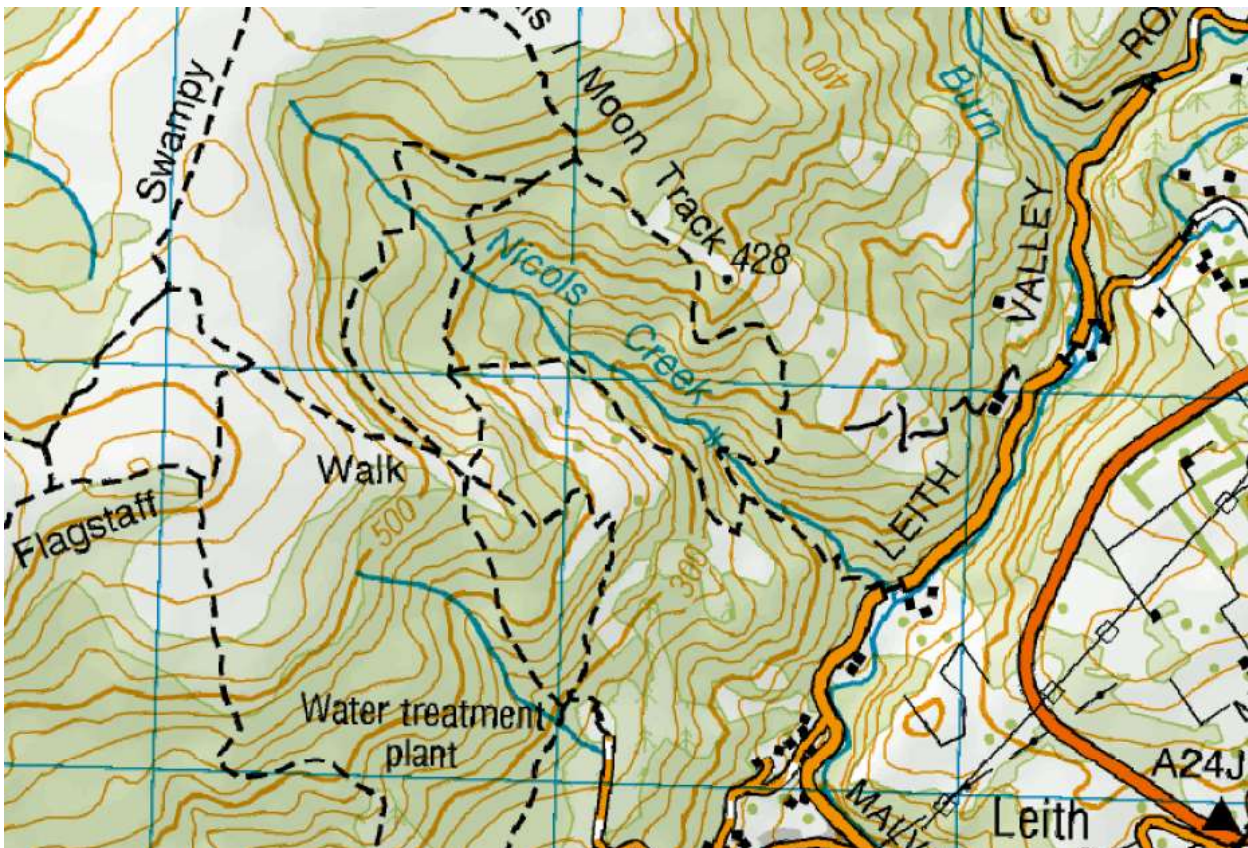 Swampy
Moon Track
428
400
Burn
VALLEY
Nicols
Creek
Walk
500
Flagstaff
LEITH
300
Water treatment
plant
A24J
Leith